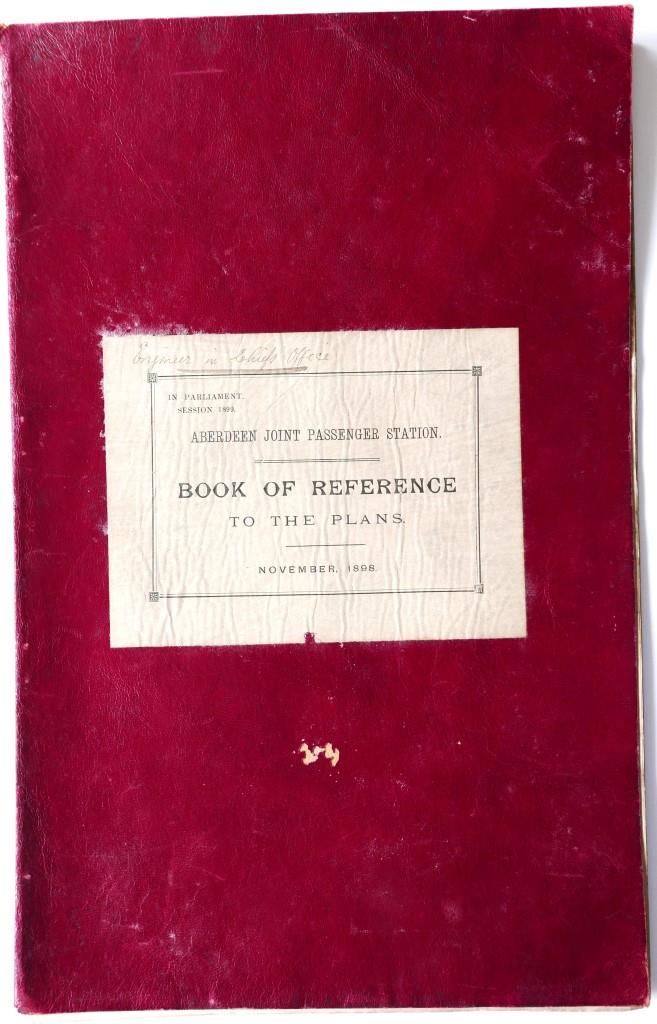 Engineer in Chiefs Office
IN PARLIAMENT.
SESSION 1899.
ABERDEEN JOINT PASSENGER STATION.
BOOK OF REFERENCE
TO THE PLANS.
NOVEMBER, 1898.